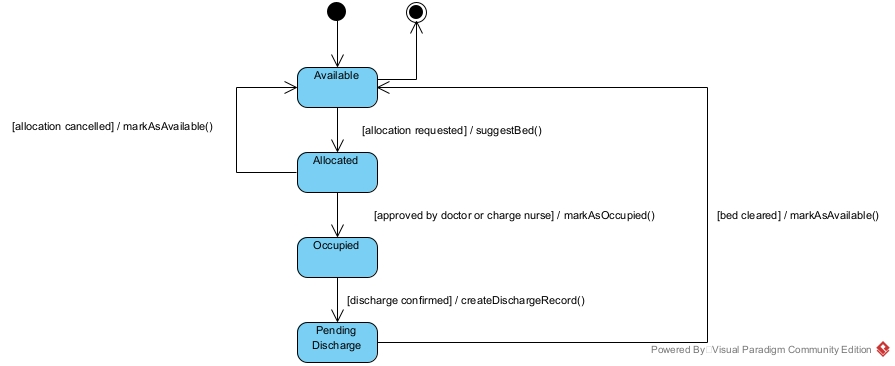 Available
[allocation cancelled] / markAsAvailable()
[allocation requested] / suggestBed()
Allocated
[approved by doctor or charge nurse] / markAsOccupied()
[bed cleared] / markAsAvailable()
Occupied
[discharge confirmed] / createDischargeRecord()
Pending
Discharge
Powered By Visual Paradigm Community Edition